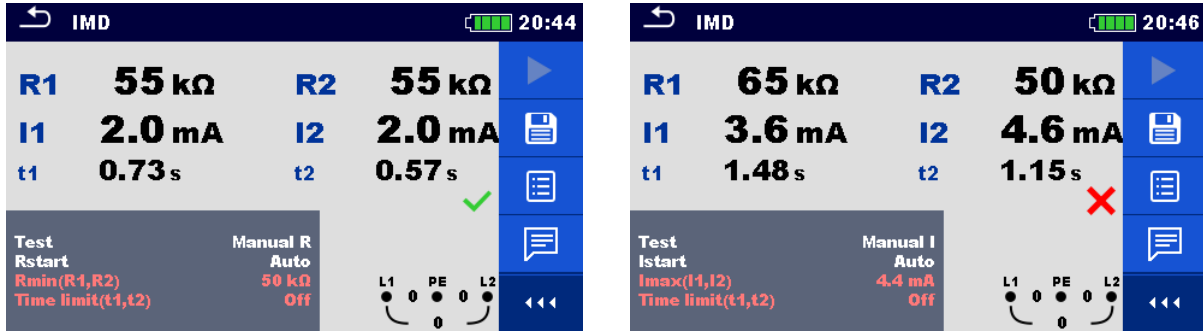 IMD 20:44
R1 55 kΩ R2 55 kΩ
I1 2.0 mA I2 2.0 mA
t1 0.73 s t2 0.57 s
Test Manual R
Rstart Auto
Rmin(R1,R2) 50 kΩ
Time limit(t1,t2) Off
L1 PE L2
0 0
0
IMD 20:46
R1 65 kΩ R2 50 kΩ
I1 3.6 mA I2 4.6 mA
t1 1.48 s t2 1.15 s
Test Manual I
Istart Auto
Imax(I1,I2) 4.4 mA
Time limit(t1,t2) Off
L1 PE L2
0 0
0